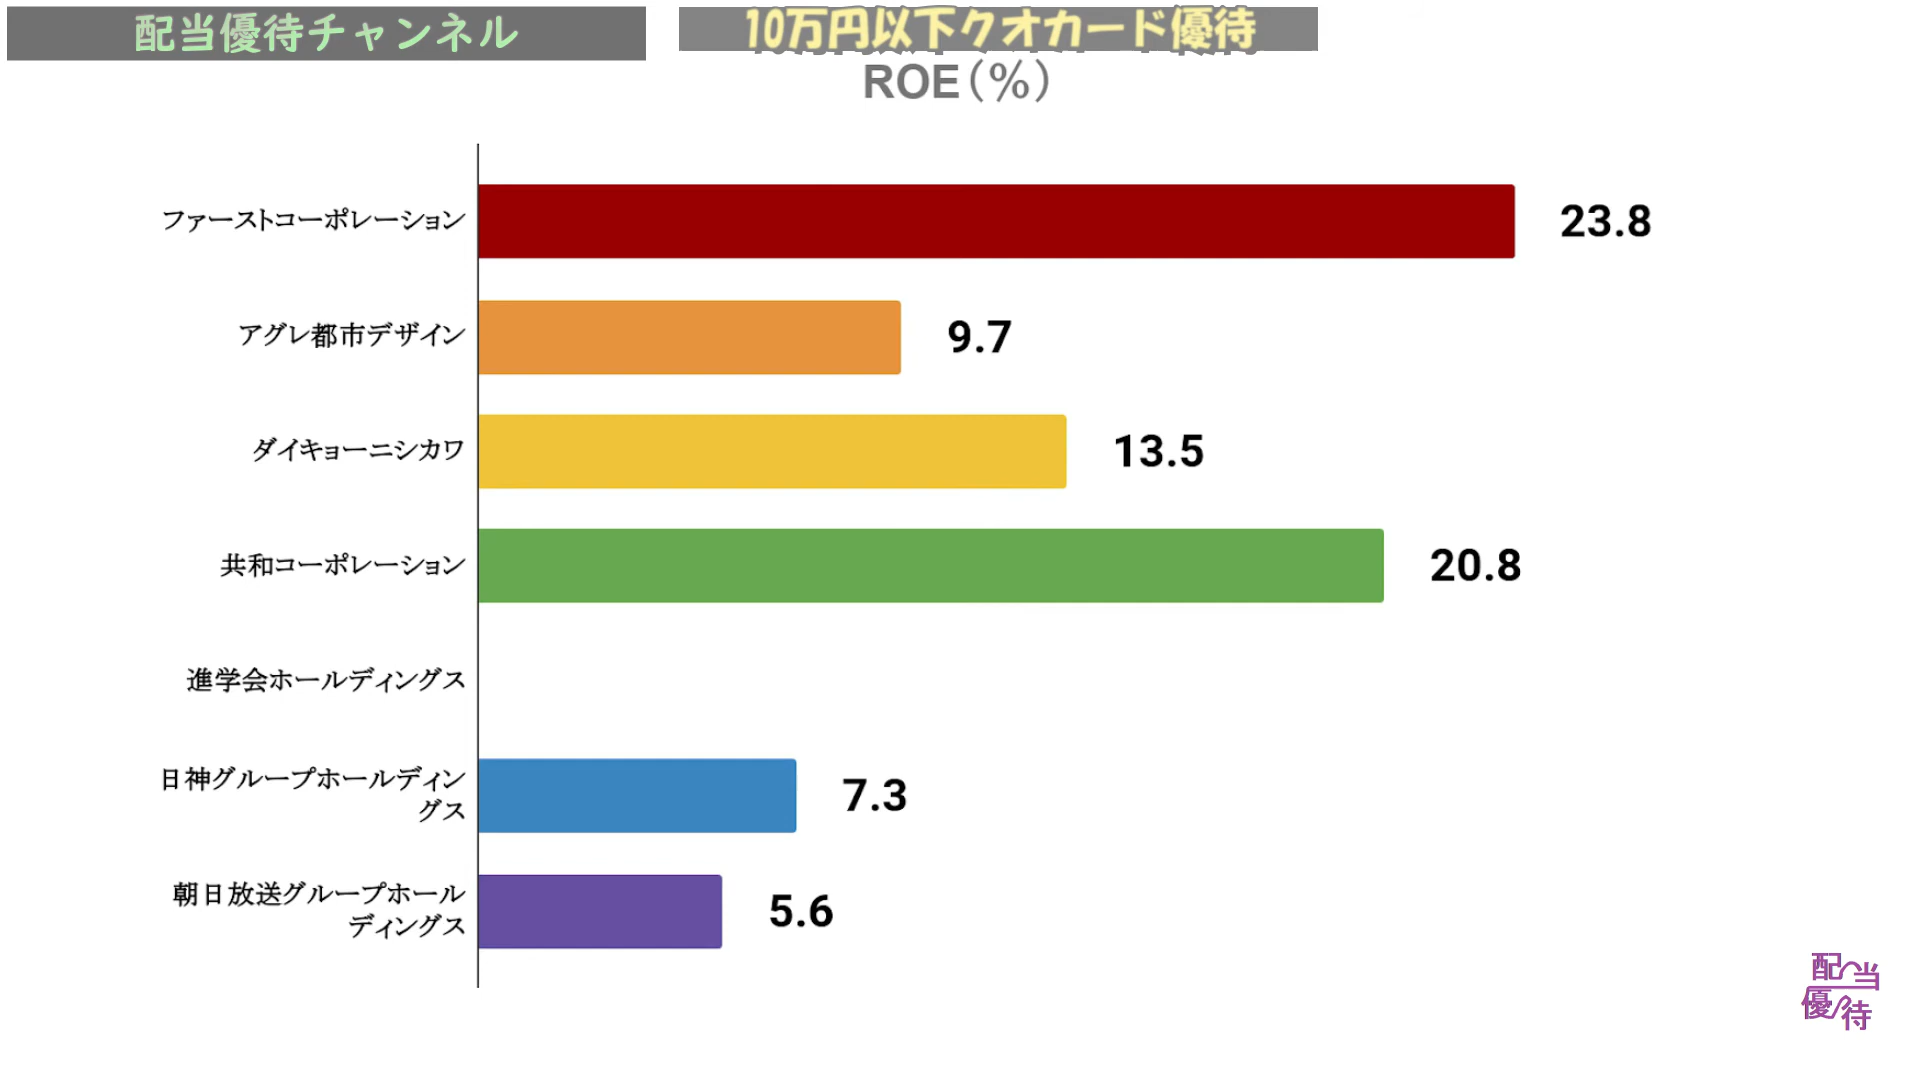 配当優待チャンネル
10万円以下クオカード優待
ROE(%)
ファーストコーポレーション
23.8
アグレ都市デザイン
9.7
ダイキョーニシカワ
13.5
共和コーポレーション
20.8
進学会ホールディングス
日神グループホールディン
グス
7.3
朝日放送グループホール
ディングス
5.6
配当
優待